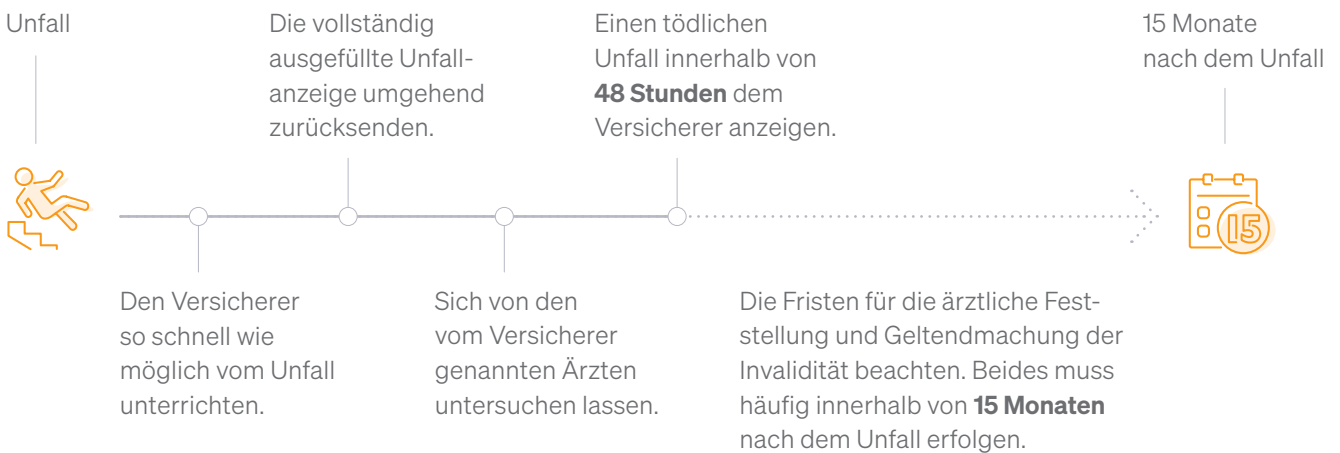 Unfall
Die vollständig
ausgefüllte Unfall-
anzeige umgehend
zurücksenden.
Einen tödlichen
Unfall innerhalb von
48 Stunden dem
Versicherer anzeigen.
15 Monate
nach dem Unfall
15
Den Versicherer
so schnell wie
möglich vom Unfall
unterrichten.
Sich von den
vom Versicherer
genannten Ärzten
untersuchen lassen.
Die Fristen für die ärztliche Fest-
stellung und Geltendmachung der
Invalidität beachten. Beides muss
häufig innerhalb von 15 Monaten
nach dem Unfall erfolgen.